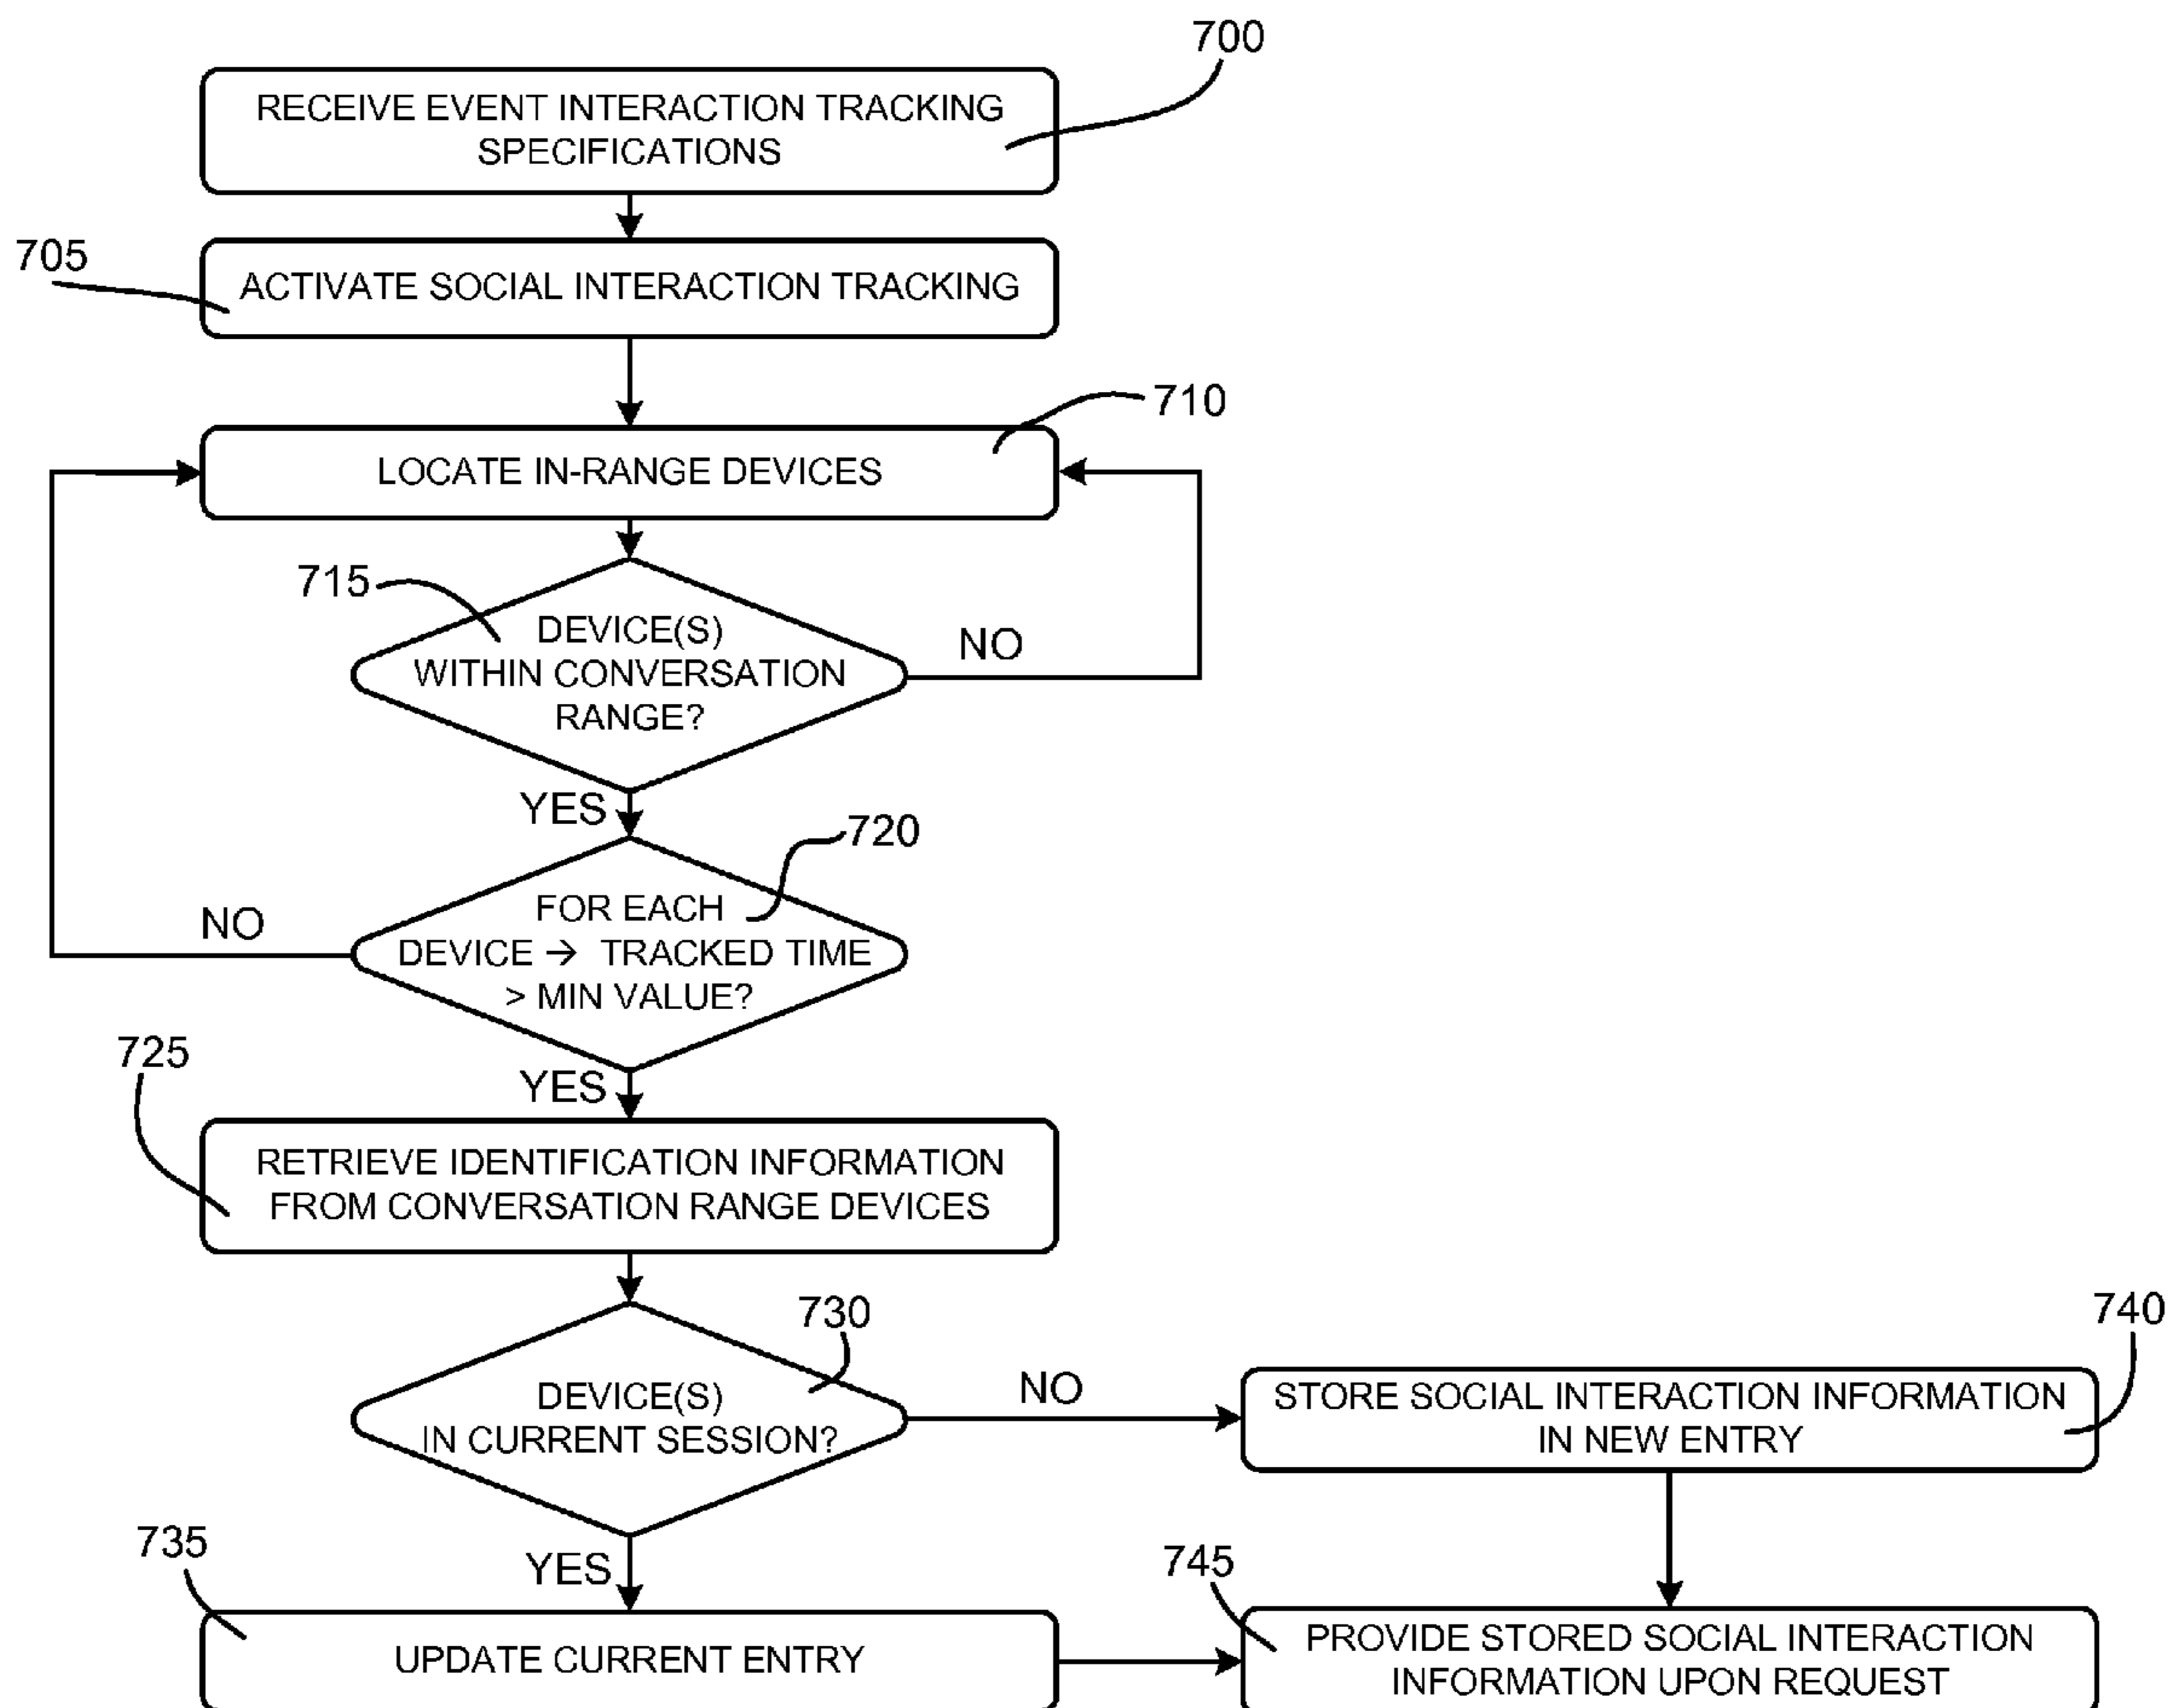 700
RECEIVE EVENT INTERACTION TRACKING
SPECIFICATIONS
705
ACTIVATE SOCIAL INTERACTION TRACKING
710
LOCATE IN-RANGE DEVICES
715
DEVICE(S)
WITHIN CONVERSATION
RANGE?
NO
YES
720
FOR EACH
DEVICE → TRACKED TIME
> MIN VALUE?
NO
YES
725
RETRIEVE IDENTIFICATION INFORMATION
FROM CONVERSATION RANGE DEVICES
730
DEVICE(S)
IN CURRENT SESSION?
NO
740
STORE SOCIAL INTERACTION INFORMATION
IN NEW ENTRY
YES
735
UPDATE CURRENT ENTRY
745
PROVIDE STORED SOCIAL INTERACTION
INFORMATION UPON REQUEST